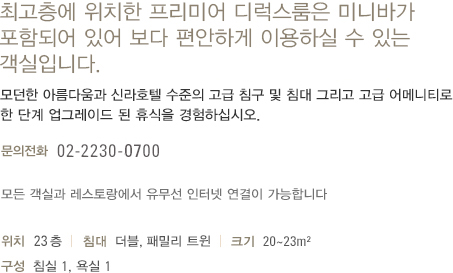 최고층에 위치한 프리미어 디럭스룸은 미니바가
포함되어 있어 보다 편안하게 이용하실 수 있는
객실입니다.
모던한 아름다움과 신라호텔 수준의 고급 침구 및 침대 그리고 고급 어메니티로
한 단계 업그레이드 된 휴식을 경험하십시오.
문의전화 02-2230-0700
모든 객실과 레스토랑에서 유무선 인터넷 연결이 가능합니다
위치 23층 | 침대 더블, 패밀리 트윈 | 크기 20~23m²
구성 침실 1, 욕실 1